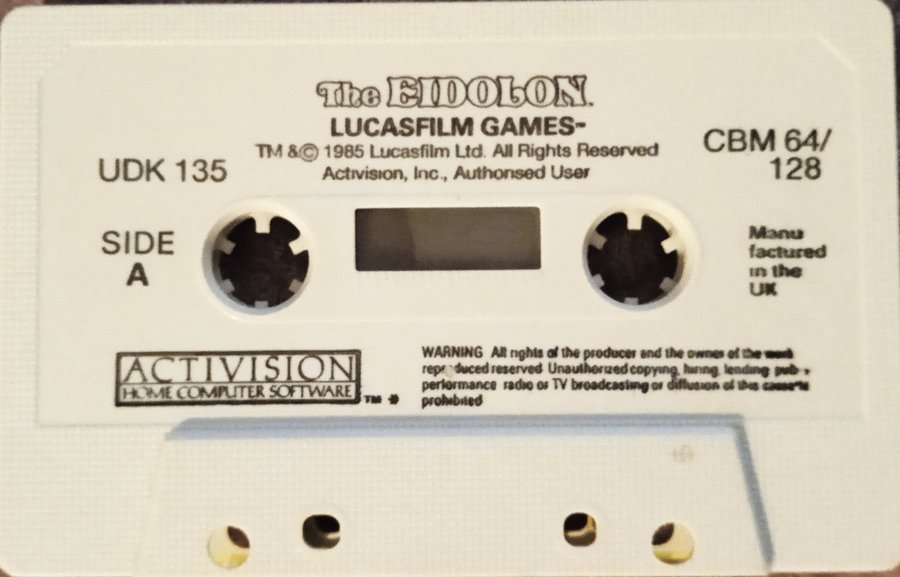 The EIDOLON™
LUCASFILM GAMES™
TM &© 1985 Lucasfilm Ltd. All Rights Reserved
Activision, Inc., Authorised User
UDK 135
CBM 64/
128
SIDE
A
Manu
factured
in the
UK
ACTIVISION
HOME COMPUTER SOFTWARE ™
WARNING All rights of the producer and the owner of the work
reproduced reserved Unauthorized copying, hiring, lending
performance radio or TV broadcasting or diffusion of this cassette
prohibited